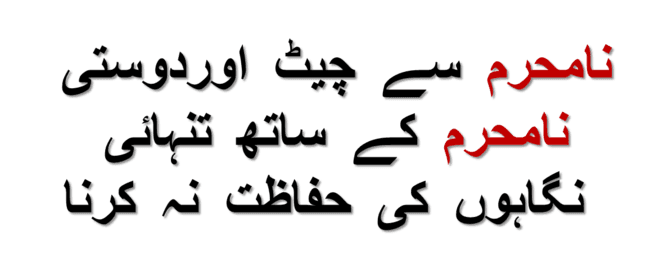 نامحرم سے چیٹ اوردوستی
نامحرم کے ساتھ تنہائی
نگاہوں کی حفاظت نہ کرنا